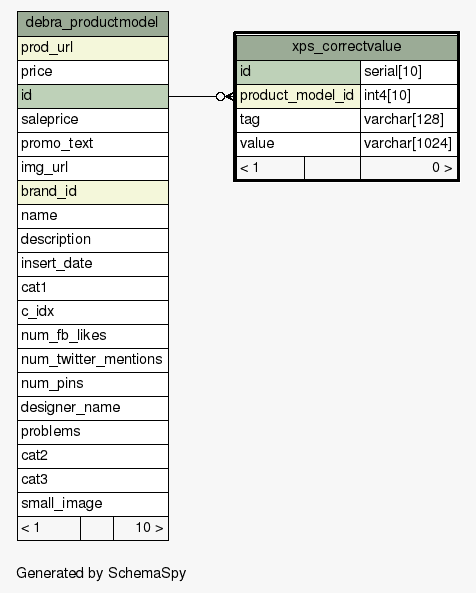 debra_productmodel
prod_url
price
id
saleprice
promo_text
img_url
brand_id
name
description
insert_date
cat1
c_idx
num_fb_likes
num_twitter_mentions
num_pins
designer_name
problems
cat2
cat3
small_image
< 1 10 >
xps_correctvalue
id serial[10]
product_model_id int4[10]
tag varchar[128]
value varchar[1024]
< 1 0 >
Generated by SchemaSpy